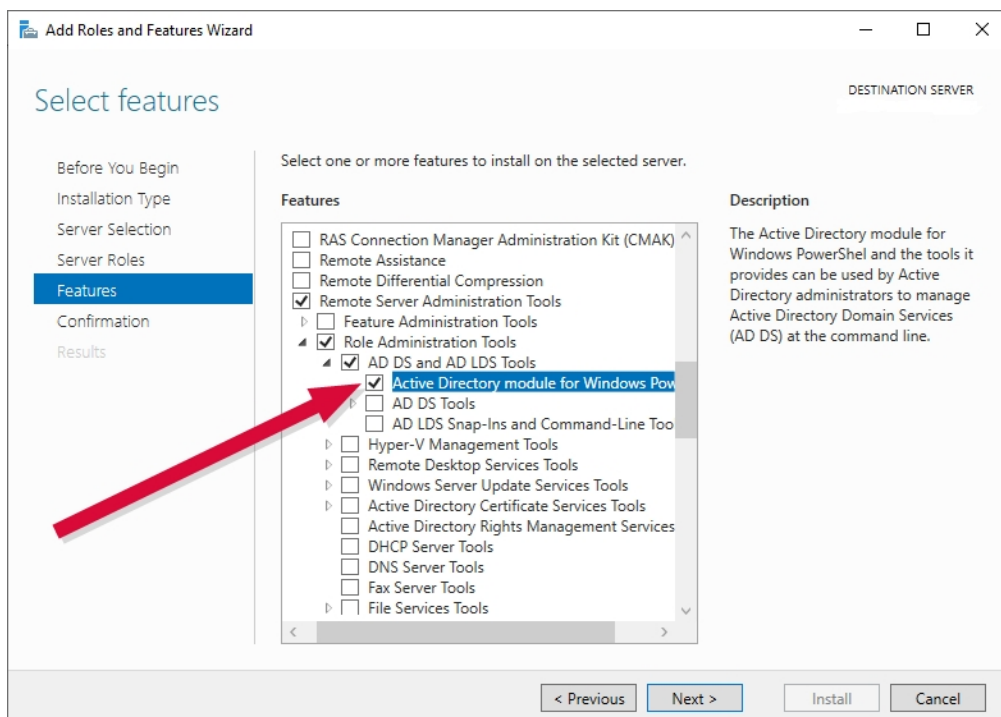 Add Roles and Features Wizard
Select features
DESTINATION SERVER
Before You Begin
Installation Type
Server Selection
Server Roles
Features
Confirmation
Results
Select one or more features to install on the selected server.
Features
RAS Connection Manager Administration Kit (CMAK)
Remote Assistance
Remote Differential Compression
Remote Server Administration Tools
Feature Administration Tools
Role Administration Tools
AD DS and AD LDS Tools
Active Directory module for Windows Pow
AD DS Tools
AD LDS Snap-Ins and Command-Line Too
Hyper-V Management Tools
Remote Desktop Services Tools
Windows Server Update Services Tools
Active Directory Certificate Services Tools
Active Directory Rights Management Services
DHCP Server Tools
DNS Server Tools
Fax Server Tools
File Services Tools
Description
The Active Directory module for
Windows PowerShel and the tools it
provides can be used by Active
Directory administrators to manage
Active Directory Domain Services
(AD DS) at the command line.
< Previous
Next >
Install
Cancel